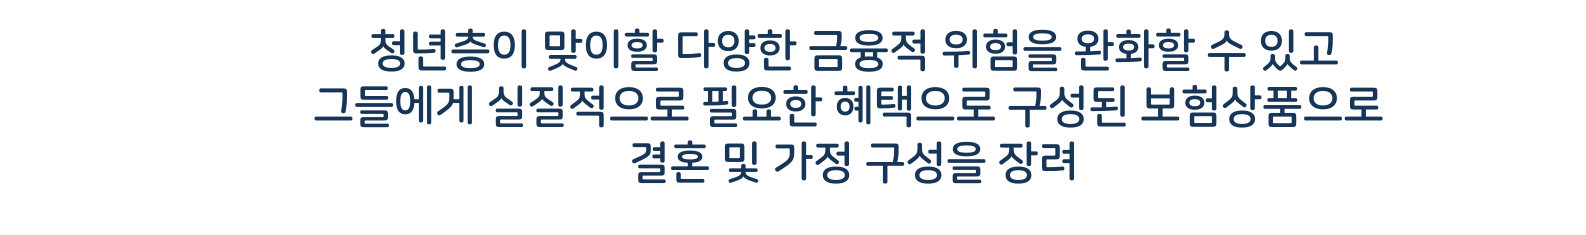 청년층이 맞이할 다양한 금융적 위험을 완화할 수 있고
그들에게 실질적으로 필요한 혜택으로 구성된 보험상품으로
결혼 및 가정 구성을 장려